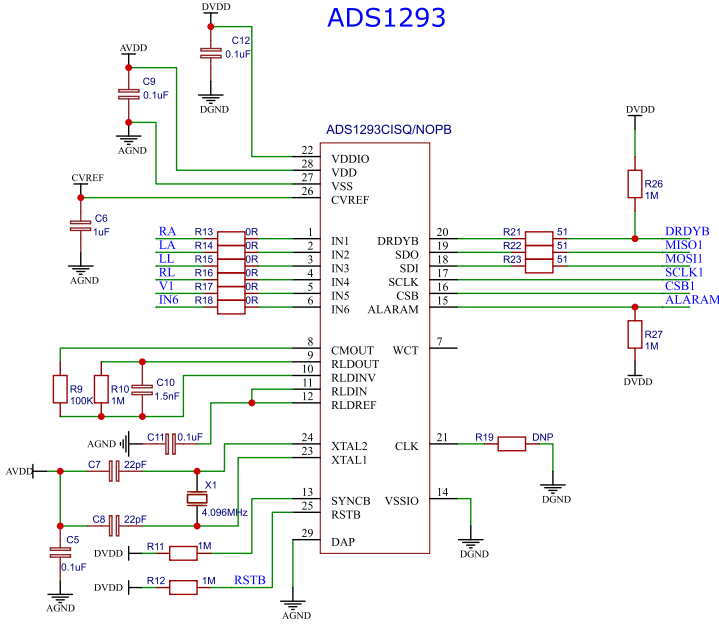 ADS1293
DVDD
C12
0.1uF
DGND
AVDD
C9
0.1uF
AGND
CVREF
C6
1uF
AGND
ADS1293CISQ/NOPB
22 VDDIO
28 VDD
27 VSS
26 CVREF
RA R13 0R 1 IN1
LA R14 0R 2 IN2
LL R15 0R 3 IN3
RL R16 0R 4 IN4
V1 R17 0R 5 IN5
IN6 R18 0R 6 IN6
DVDD
R26
1M
DRDYB 20 R21 51 DRDYB
SDO 19 R22 51 MISO1
SDI 18 R23 51 MOSI1
SCLK 17 SCLK1
CSB 16 CSB1
ALARAM 15 ALARAM
R27
1M
DVDD
8 CMOUT
9 RLDOUT
10 RLDINV
11 RLDIN
12 RLDREF
WCT 7
R9
100K
R10
1M
C10
1.5nF
AGND C11 0.1uF
24 XTAL2
23 XTAL1
CLK 21 R19 DNP
DGND
AVDD
C7 22pF
X1
4.096MHz
C8 22pF
C5
0.1uF
AGND
13 SYNCB
25 RSTB
VSSIO 14
DGND
DVDD R11 1M
DVDD R12 1M RSTB
29 DAP
AGND